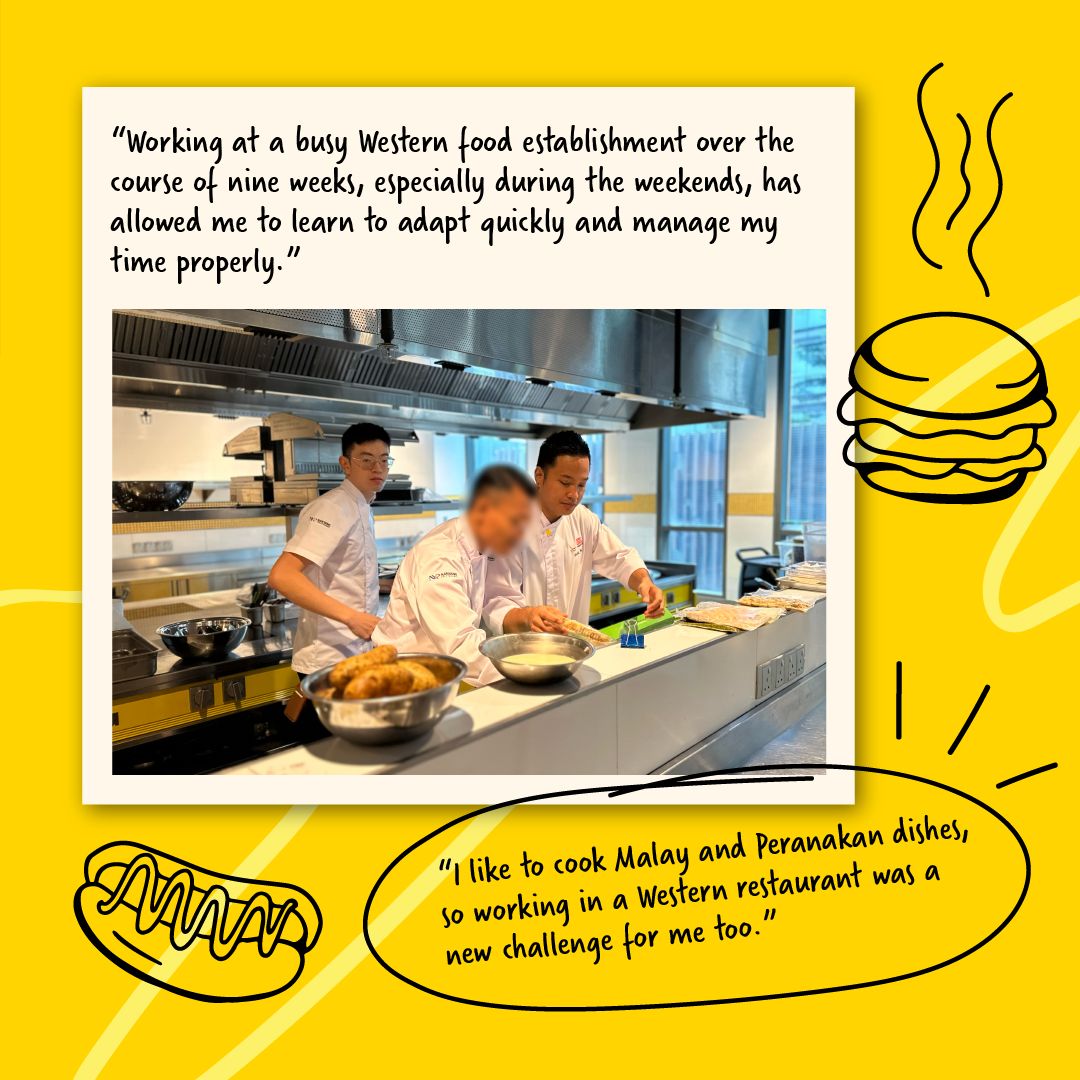 “Working at a busy Western food establishment over the
course of nine weeks, especially during the weekends, has
allowed me to learn to adapt quickly and manage my
time properly.”
“I like to cook Malay and Peranakan dishes,
so working in a Western restaurant was a
new challenge for me too.”